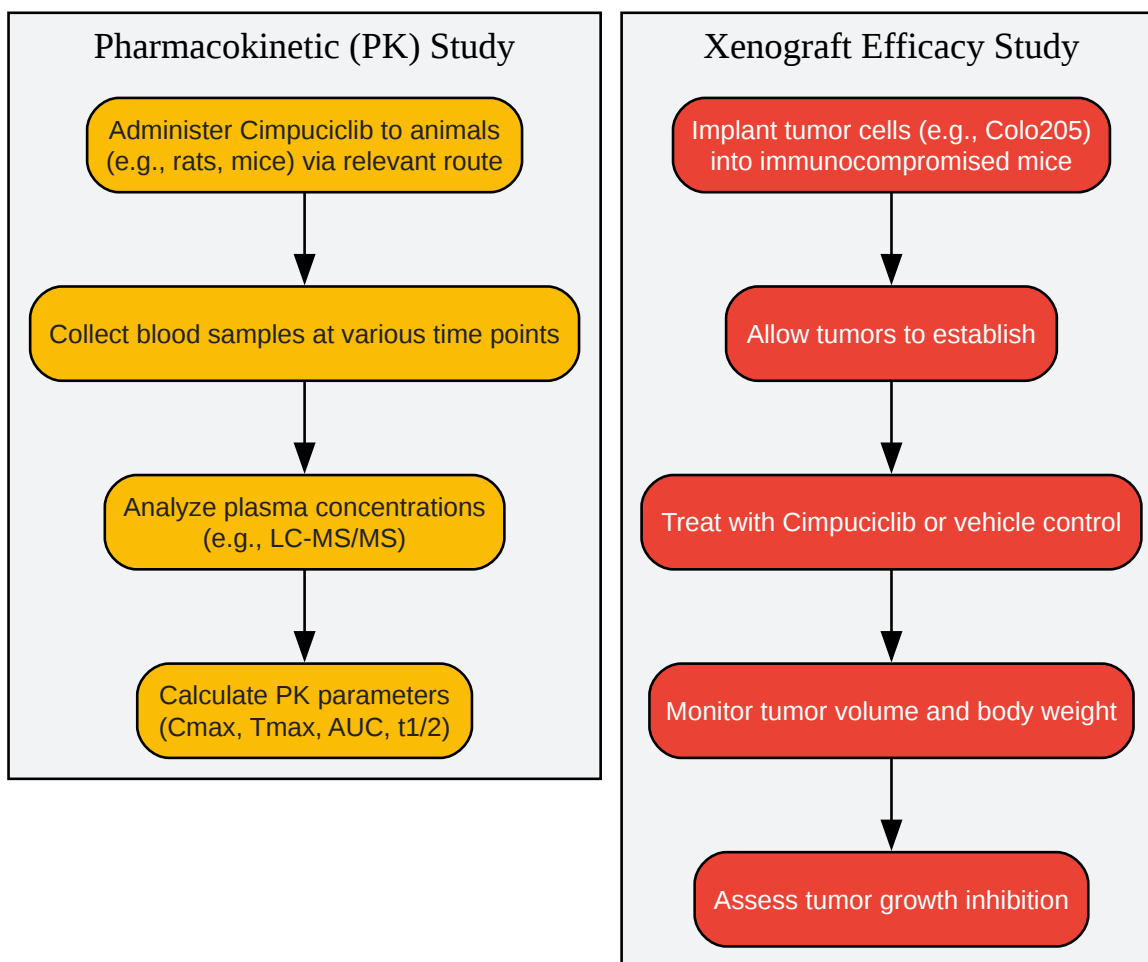 Pharmacokinetic (PK) Study
Administer Cimpuciclib to animals
(e.g., rats, mice) via relevant route
Collect blood samples at various time points
Analyze plasma concentrations
(e.g., LC-MS/MS)
Calculate PK parameters
(Cmax, Tmax, AUC, t1/2)
Xenograft Efficacy Study
Implant tumor cells (e.g., Colo205)
into immunocompromised mice
Allow tumors to establish
Treat with Cimpuciclib or vehicle control
Monitor tumor volume and body weight
Assess tumor growth inhibition